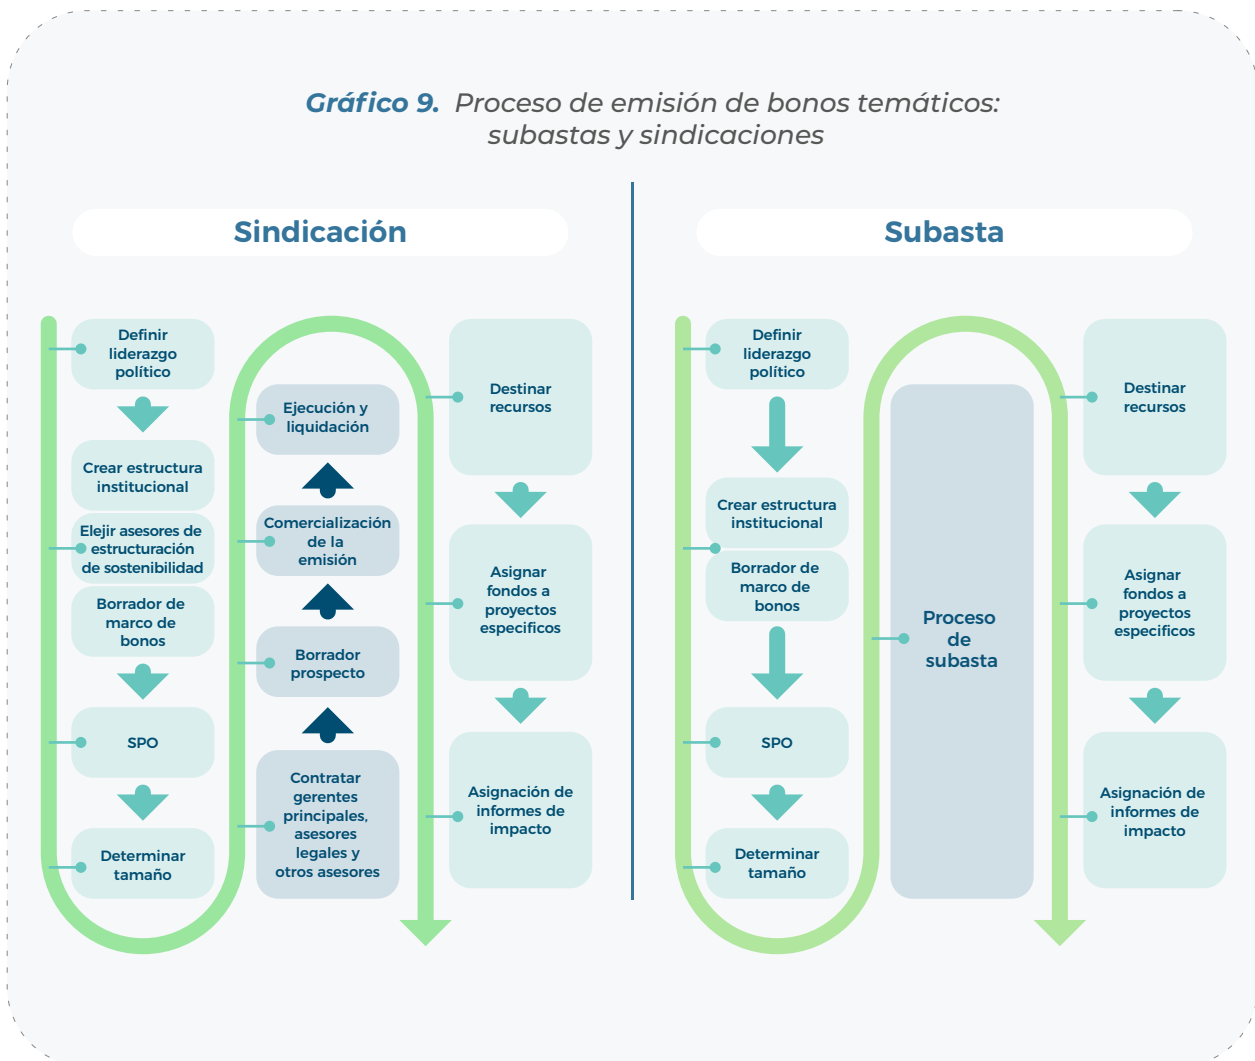 Gráfico 9. Proceso de emisión de bonos temáticos:
subastas y sindicaciones
Sindicación
Definir
liderazgo
político
Crear estructura
institucional
Elejir asesores de
estructuración
de sostenibilidad
Borrador de
marco de
bonos
SPO
Determinar
tamaño
Contratar
gerentes
principales,
asesores
legales y
otros asesores
Borrador
prospecto
Comercialización
de la
emisión
Ejecución y
liquidación
Destinar
recursos
Asignar
fondos a
proyectos
especificos
Asignación de
informes de
impacto
Subasta
Definir
liderazgo
político
Crear estructura
institucional
Borrador de
marco de
bonos
SPO
Determinar
tamaño
Proceso
de
subasta
Destinar
recursos
Asignar
fondos a
proyectos
especificos
Asignación de
informes de
impacto